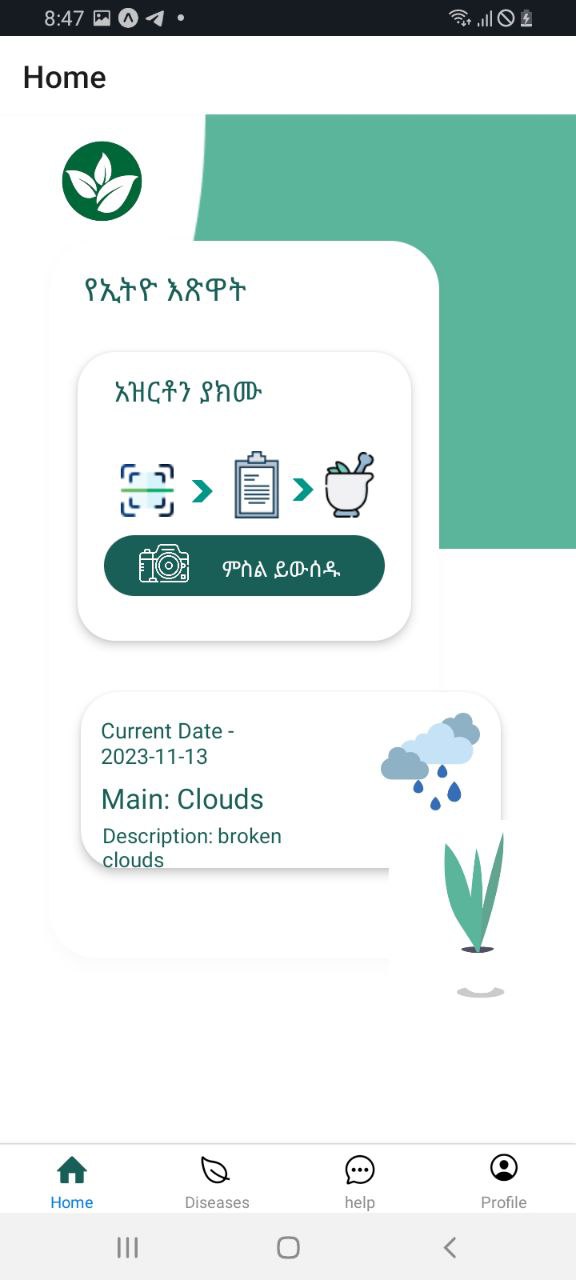 8:47
Home
የኢትዮ እጽዋት
አዝርቶን ያክሙ
ምስል ይውሰዱ
Current Date -
2023-11-13
Main: Clouds
Description: broken
clouds
Home Diseases help Profile